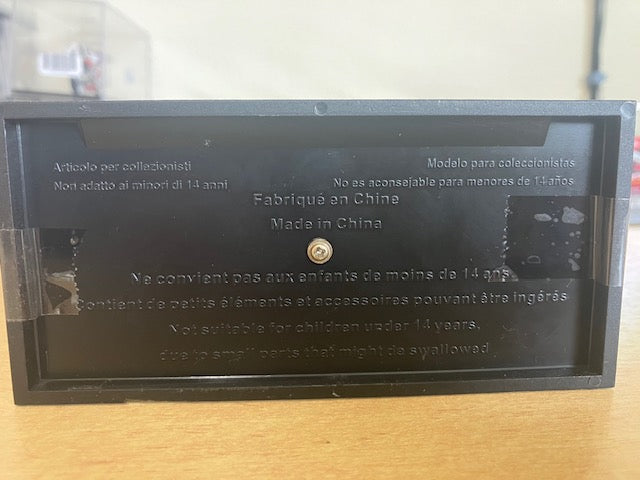 Articolo per collezionisti
Non adatto ai minori di 14 anni
Modelo para coleccionistas
No es aconsejable para menores de 14 años
Fabriqué en Chine
Made in China
Ne convient pas aux enfants de moins de 14 ans
contient de petits éléments et accessoires pouvant être ingérés
Not suitable for children under 14 years,
due to small parts that might be swallowed